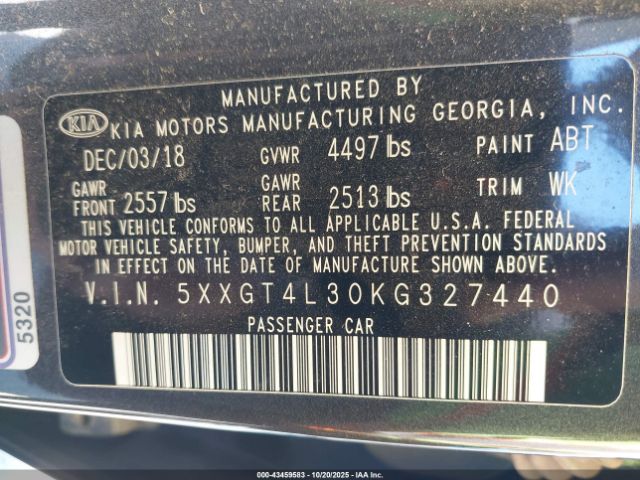 MANUFACTURED BY
KIA KIA MOTORS MANUFACTURING GEORGIA, INC.
DEC/03/18 GVWR 4497 lbs PAINT ABT
GAWR FRONT 2557 lbs GAWR REAR 2513 lbs TRIM WK
THIS VEHICLE CONFORMS TO ALL APPLICABLE U.S.A. FEDERAL
MOTOR VEHICLE SAFETY, BUMPER, AND THEFT PREVENTION STANDARDS
IN EFFECT ON THE DATE OF MANUFACTURE SHOWN ABOVE.
V.I.N. 5XXGT4L30KG327440
PASSENGER CAR
5320
000-43459583 - 10/20/2025 - IAA Inc.